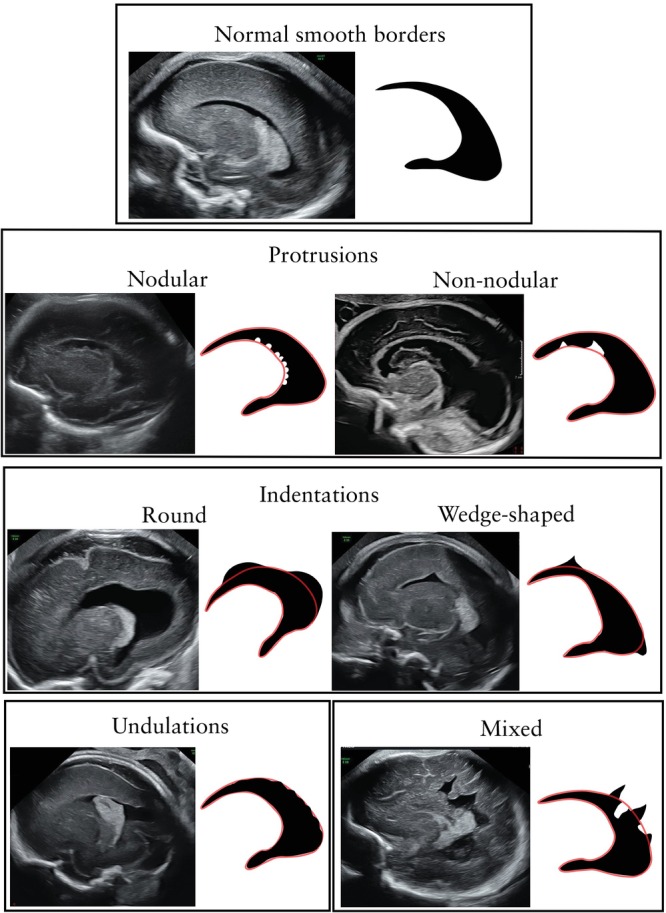 Normal smooth borders
Protrusions
Nodular
Non-nodular
Indentations
Round
Wedge-shaped
Undulations
Mixed